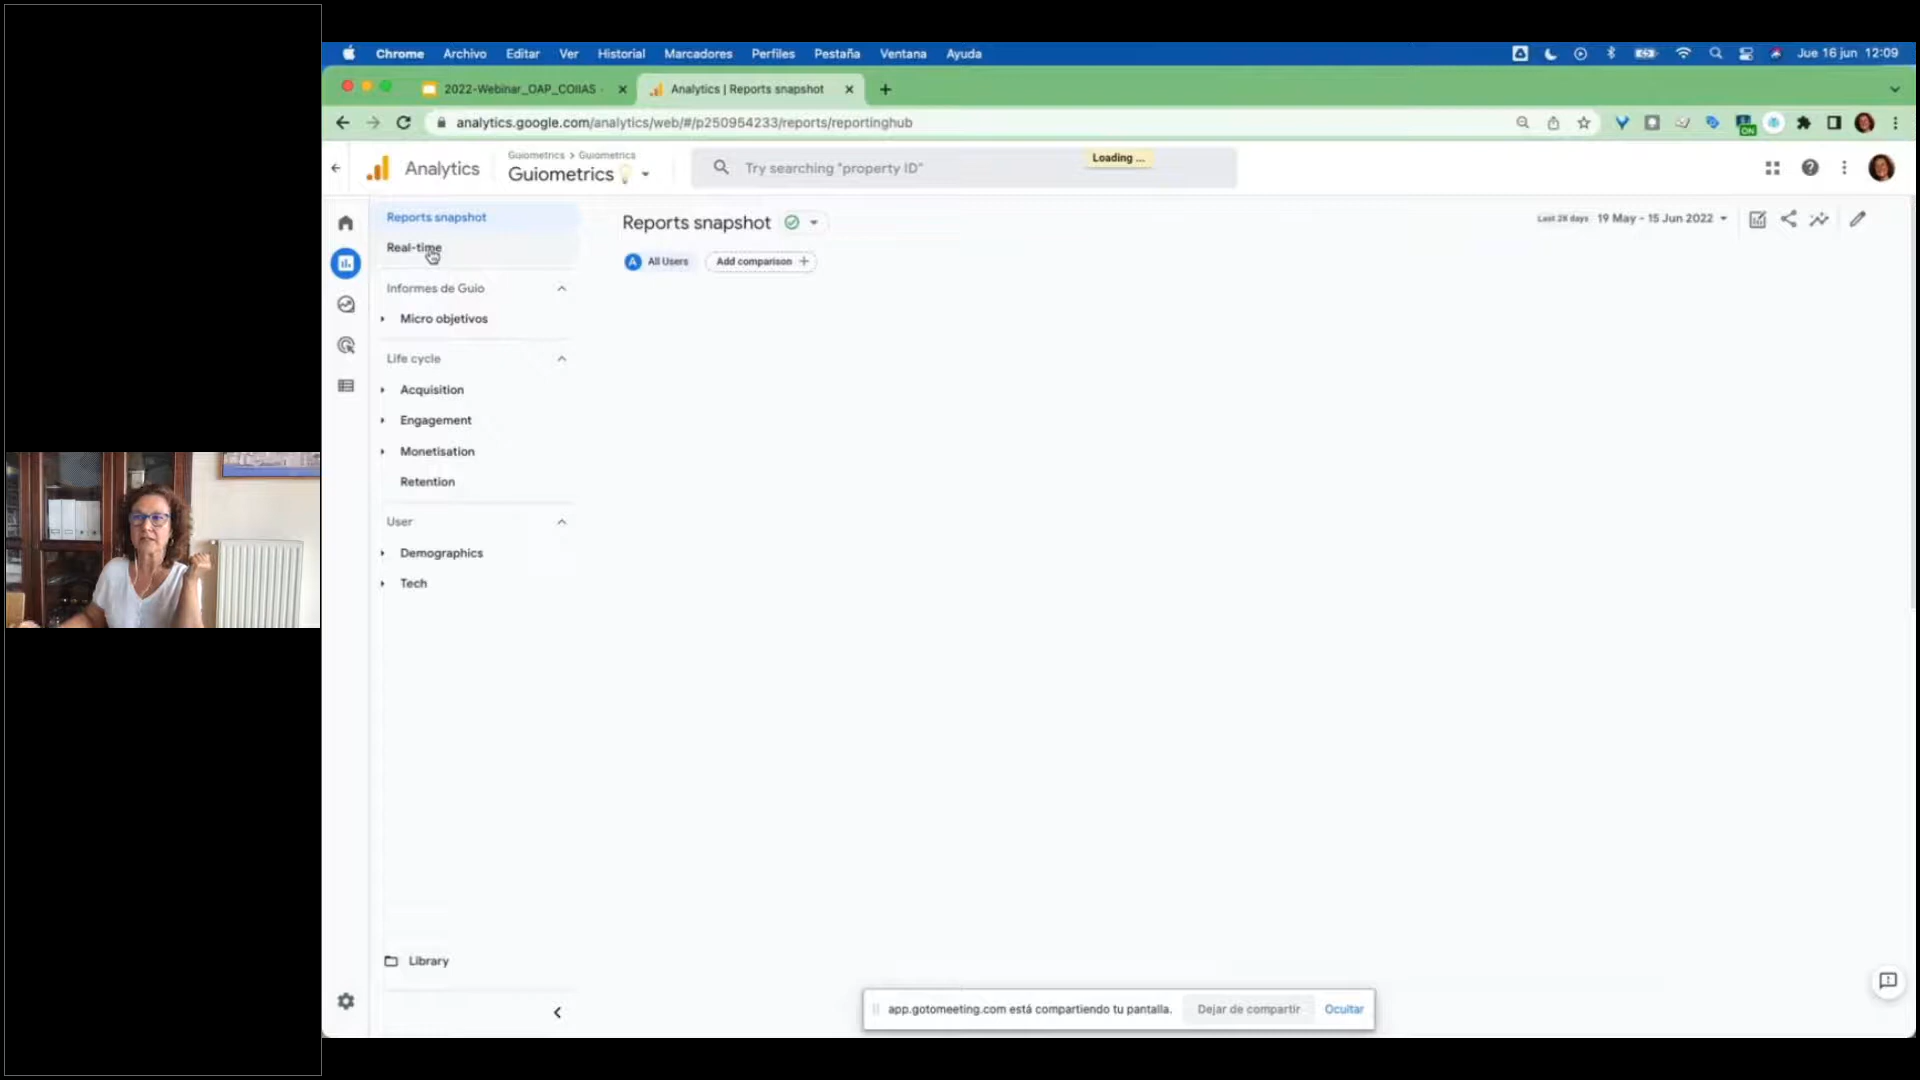 Chrome Archivo Editar Ver Historial Marcadores Perfiles Pestaña Ventana Ayuda Jue 16 jun 12:09
2022-Webinar_OAP_COIIAS Analytics | Reports snapshot
analytics.google.com/analytics/web/#/p250954233/reports/reportinghub ON
Analytics
Guiometrics > Guiometrics
Guiometrics
Try searching "property ID"
Loading ...
Reports snapshot
Real-time
Informes de Guio
Micro objetivos
Life cycle
Acquisition
Engagement
Monetisation
Retention
User
Demographics
Tech
Library
Reports snapshot
Last 28 days 19 May - 15 Jun 2022
A All Users Add comparison +
app.gotomeeting.com está compartiendo tu pantalla. Dejar de compartir Ocultar